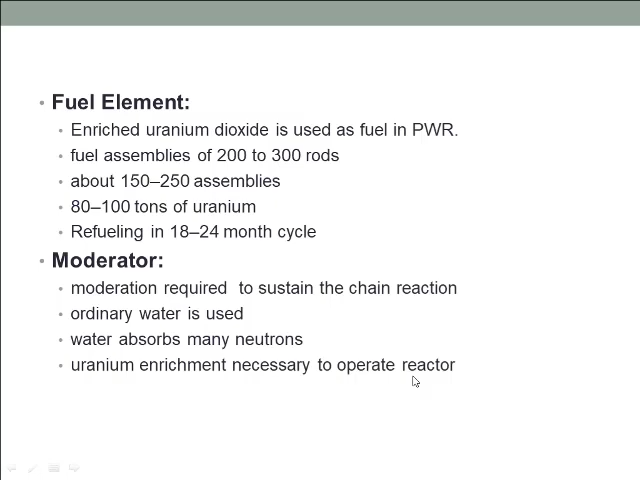 • Fuel Element:
• Enriched uranium dioxide is used as fuel in PWR.
• fuel assemblies of 200 to 300 rods
• about 150–250 assemblies
• 80–100 tons of uranium
• Refueling in 18–24 month cycle
• Moderator:
• moderation required  to sustain the chain reaction
• ordinary water is used
• water absorbs many neutrons
• uranium enrichment necessary to operate reactor